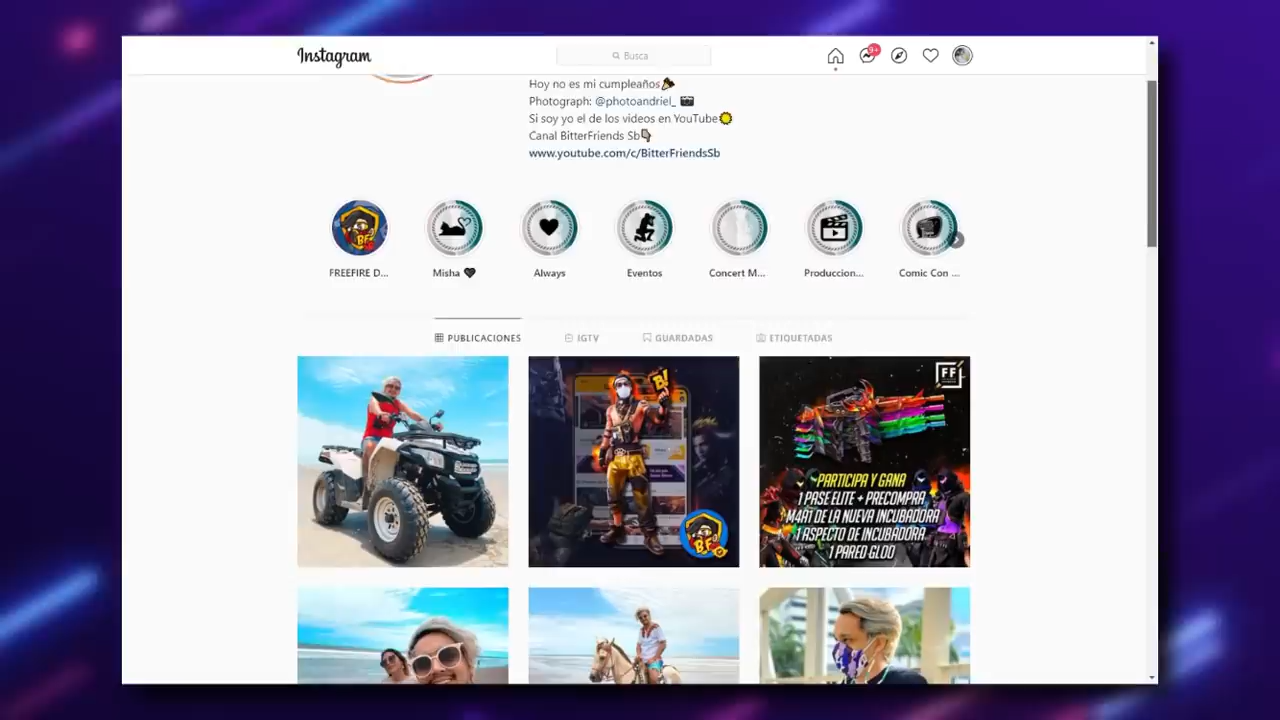 Instagram
Busca
9+
Hoy no es mi cumpleaños
Photograph: @photoandriel_
Si soy yo el de los videos en YouTube
Canal BitterFriends Sb
www.youtube.com/c/BitterFriendsSb
FREEFIRE D...
Misha
Always
Eventos
Concert M...
Produccion...
Comic Con ...
PUBLICACIONES
IGTV
GUARDADAS
ETIQUETADAS
B!
BF
FF
PARTICIPA Y GANA
1 PASE ELITE + PRECOMPRA
M4A1 DE LA NUEVA INCUBADORA
1 ASPECTO DE INCUBADORA
1 PARED GLOO